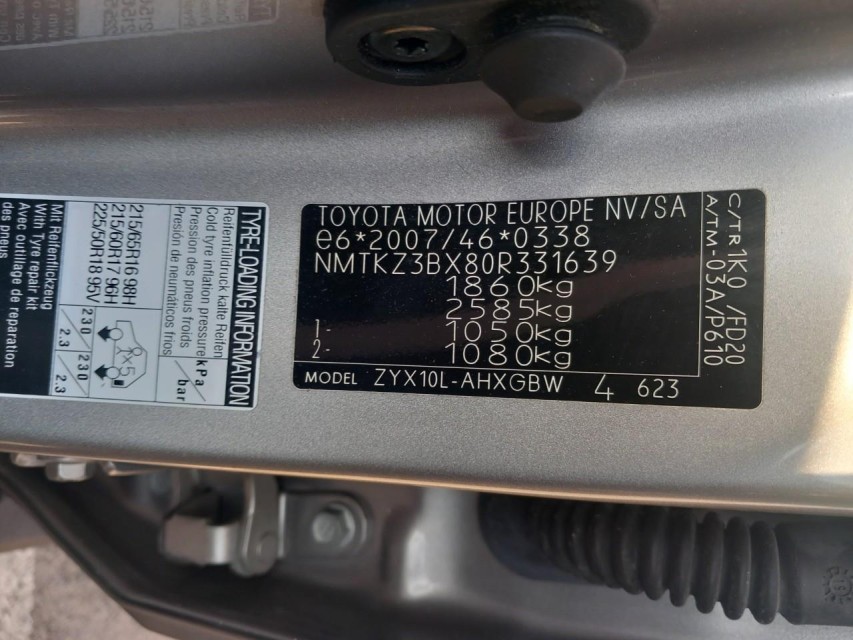 TOYOTA MOTOR EUROPE NV/SA
e6*2007/46*0338
NMTKZ3BX80R331639
1860kg
2585kg
1- 1050kg
2- 1080kg
MODEL ZYX10L-AHXGBW 4 623
C/TR 1K0 /FD20
A/TM-03A/P610
TYRE-LOADING INFORMATION
Reifenfülldruck kalte Reifen
Cold tyre inflation pressure
Pression des pneus froids
Presión de neumáticos fríos
kPa/
bar
215/65R16 98H
215/60R17 96H
225/50R18 95V
230 / 2.3
230 / 2.3
X5
Mit Reifenflickzeug
With Tyre repair kit
Avec outillage de reparation
des pneus